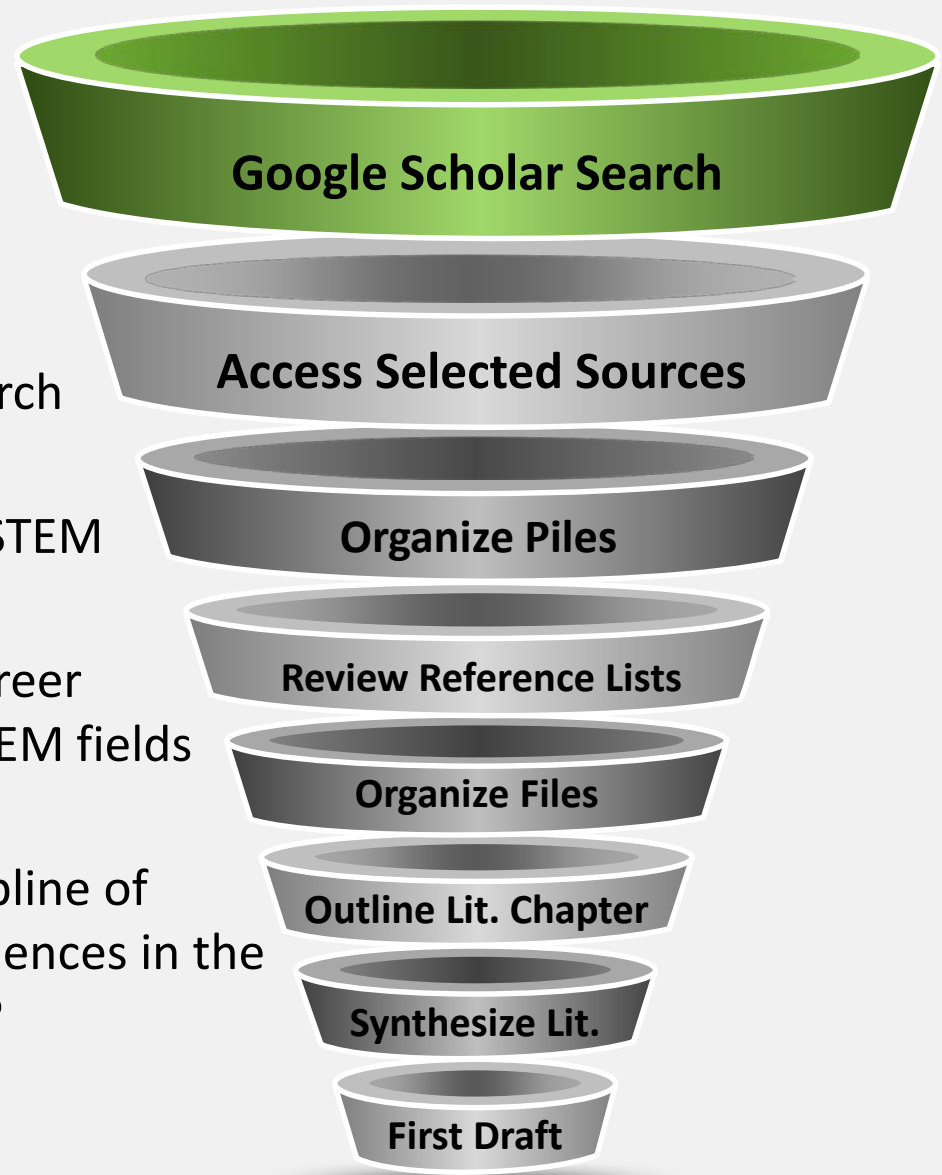 Google Scholar Search
Access Selected Sources
Organize Piles
Review Reference Lists
Organize Files
Outline Lit. Chapter
Synthesize Lit.
First Draft
rch
STEM
reer
EM fields
pline of
ences in the